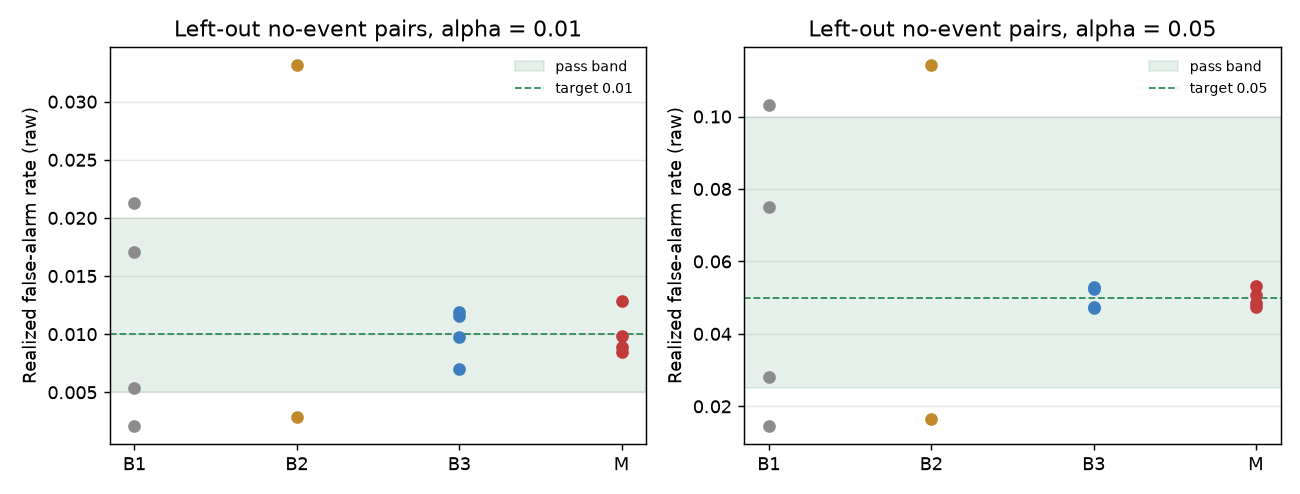 Left-out no-event pairs, alpha = 0.01
pass band
target 0.01
Realized false-alarm rate (raw)
0.030
0.025
0.020
0.015
0.010
0.005
B1 B2 B3 M
Left-out no-event pairs, alpha = 0.05
pass band
target 0.05
Realized false-alarm rate (raw)
0.10
0.08
0.06
0.04
0.02
B1 B2 B3 M